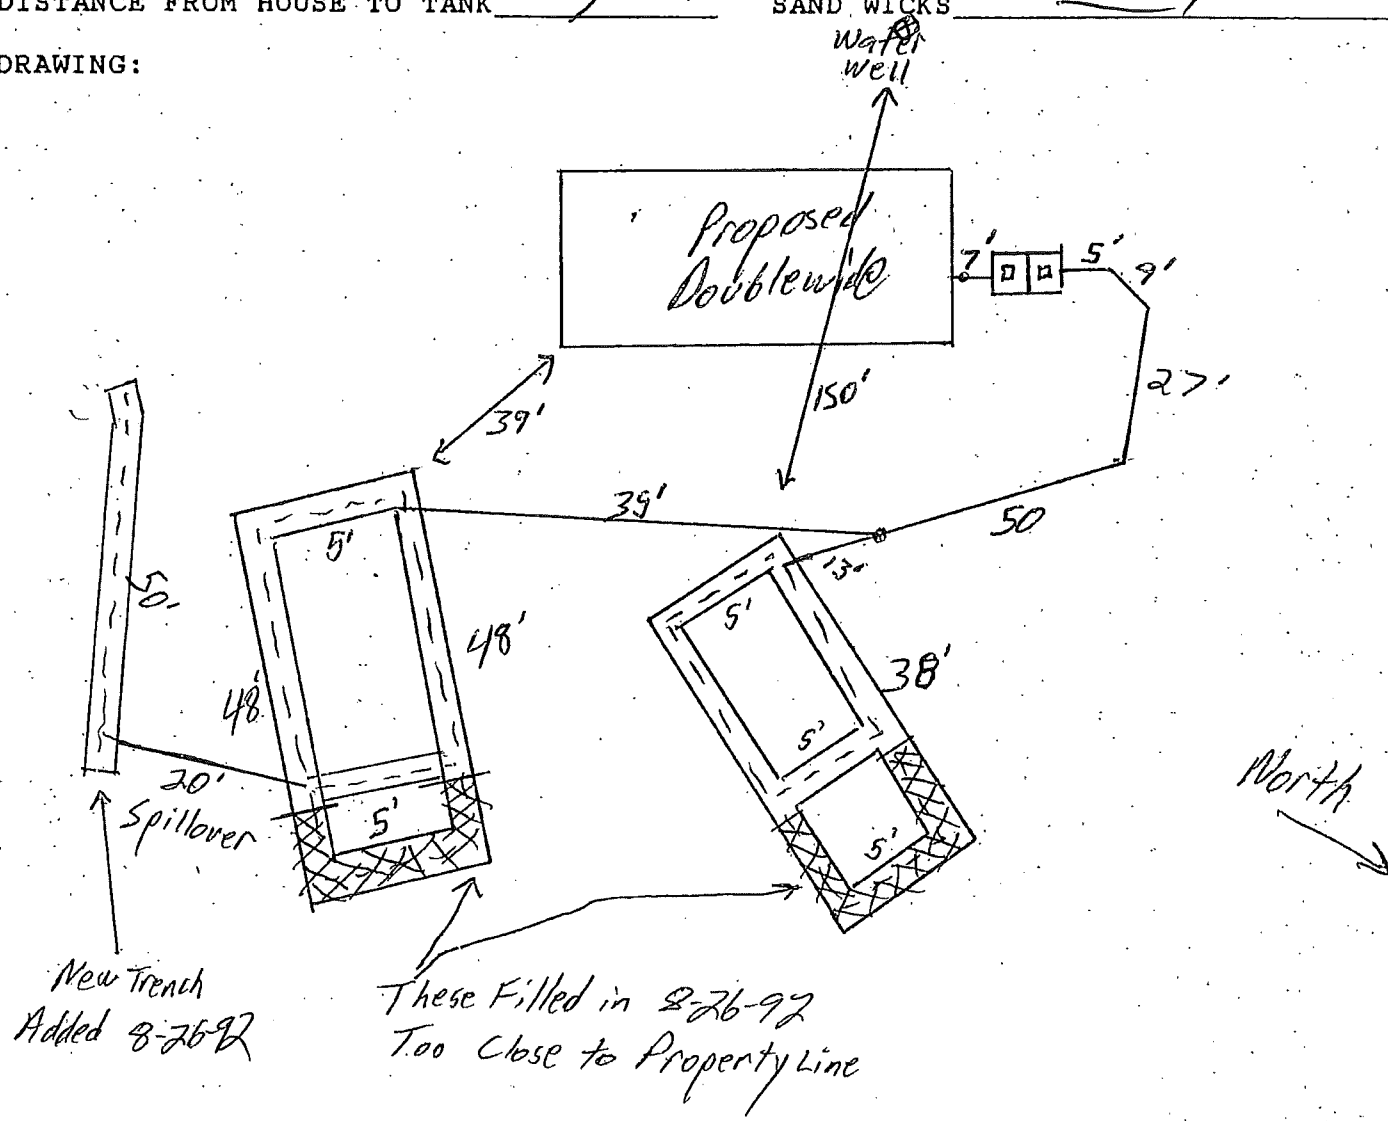 DISTANCE FROM HOUSE TO TANK SAND WICKS
DRAWING:
Water
Well
Proposed
Doublewide
7'
5'
9'
27'
150'
39'
39'
50
13'
5'
5'
50'
48'
48'
38'
5'
5'
5'
20'
Spillover
North
New Trench
Added 8-26-92
These Filled in 8-26-92
Too Close to Property Line